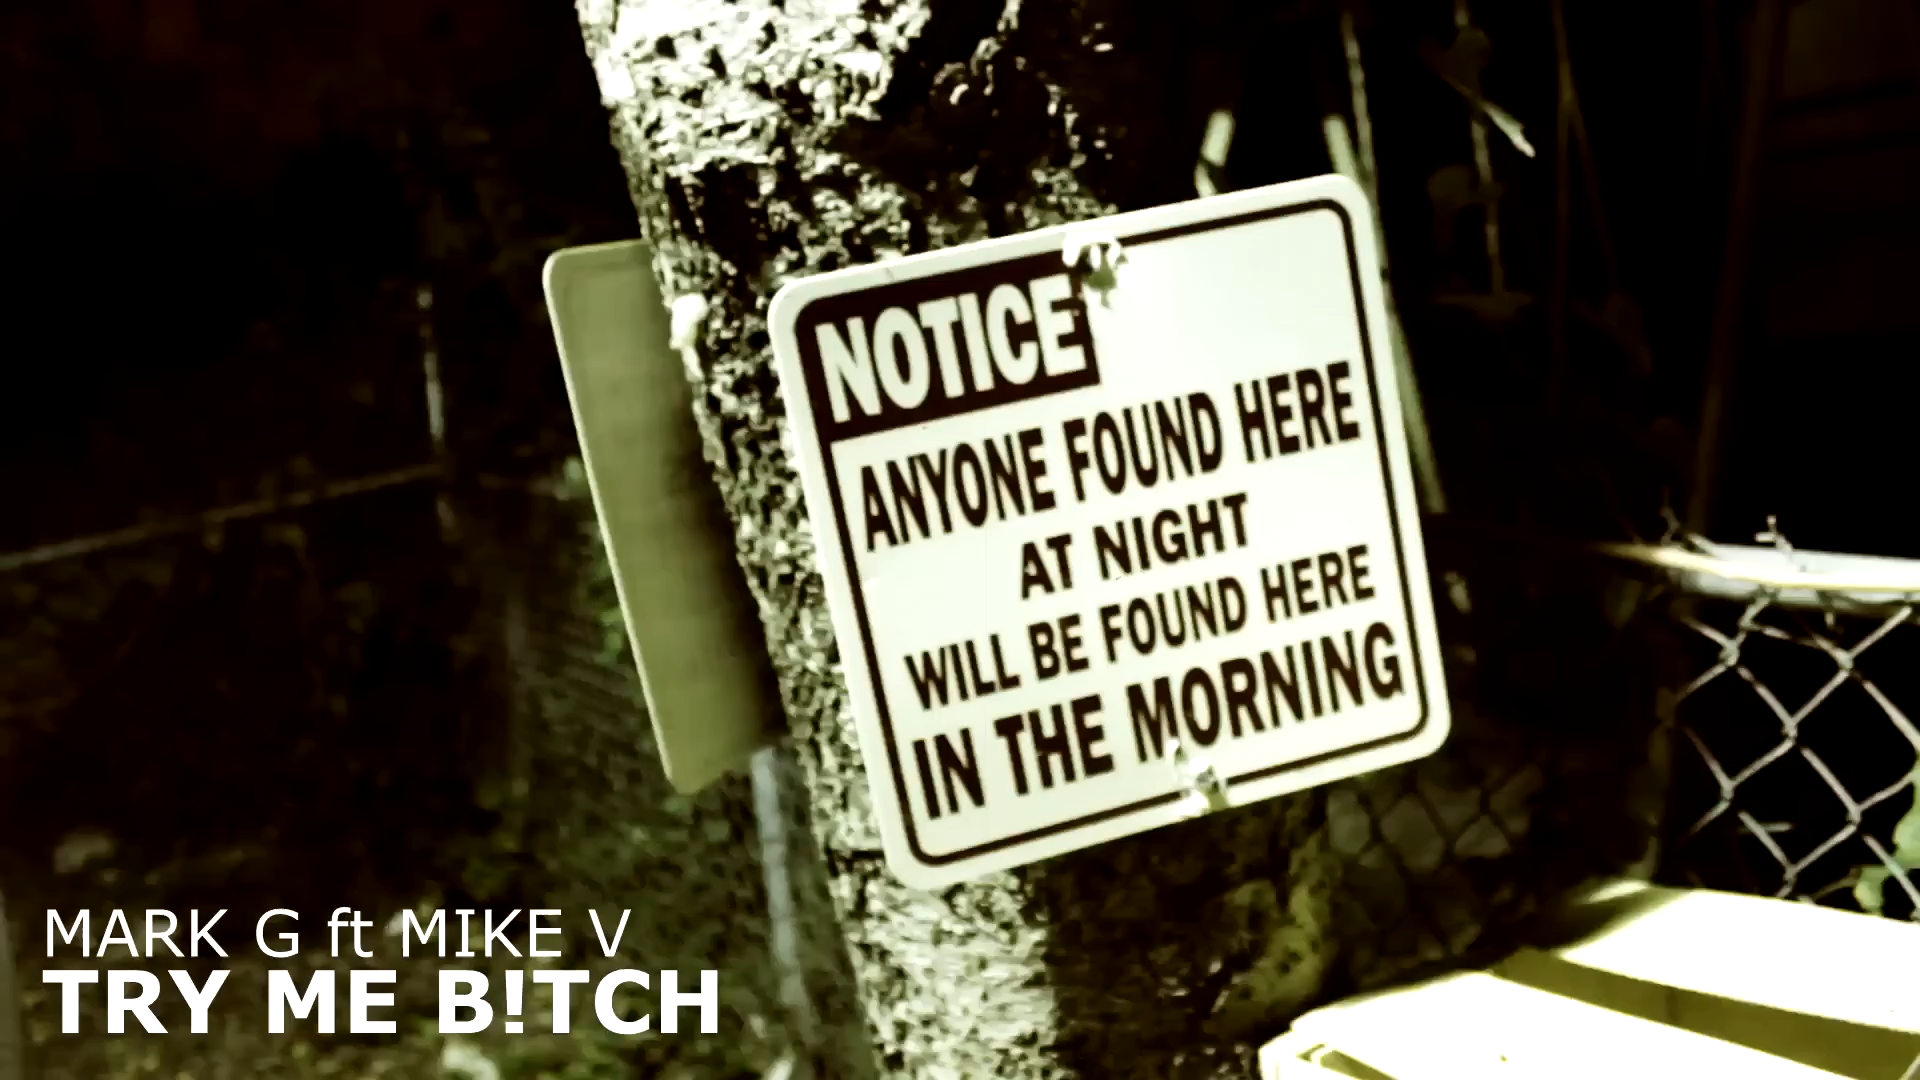 NOTICE
ANYONE FOUND HERE
AT NIGHT
WILL BE FOUND HERE
IN THE MORNING
MARK G ft MIKE V
TRY ME B!TCH